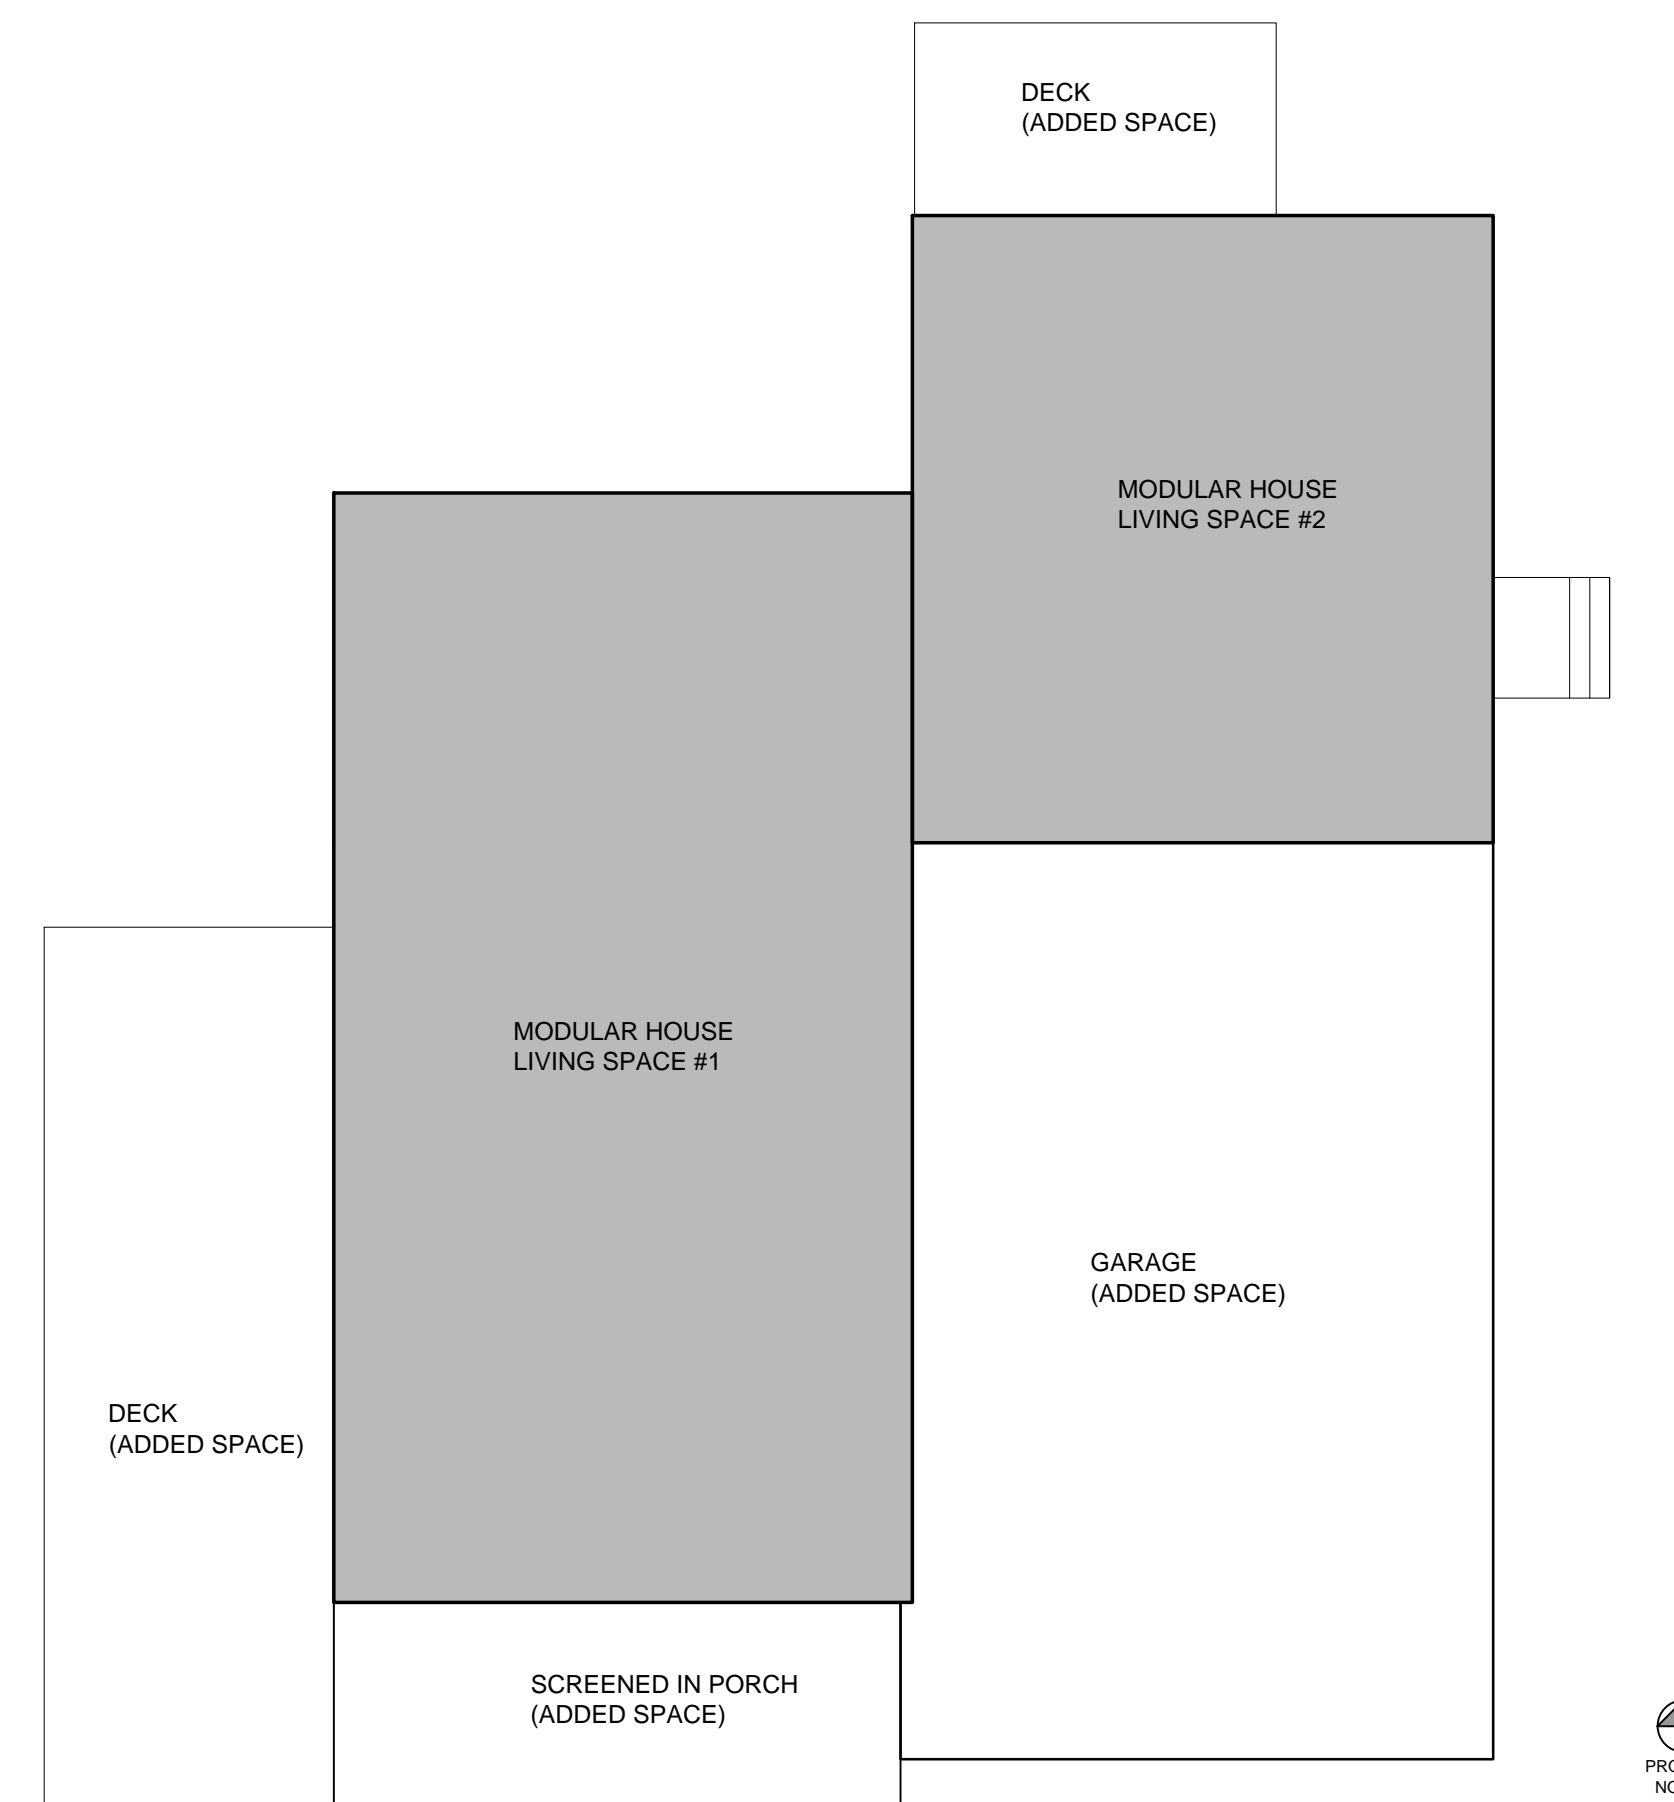 DECK
(ADDED SPACE)
MODULAR HOUSE
LIVING SPACE #2
MODULAR HOUSE
LIVING SPACE #1
GARAGE
(ADDED SPACE)
DECK
(ADDED SPACE)
SCREENED IN PORCH
(ADDED SPACE)